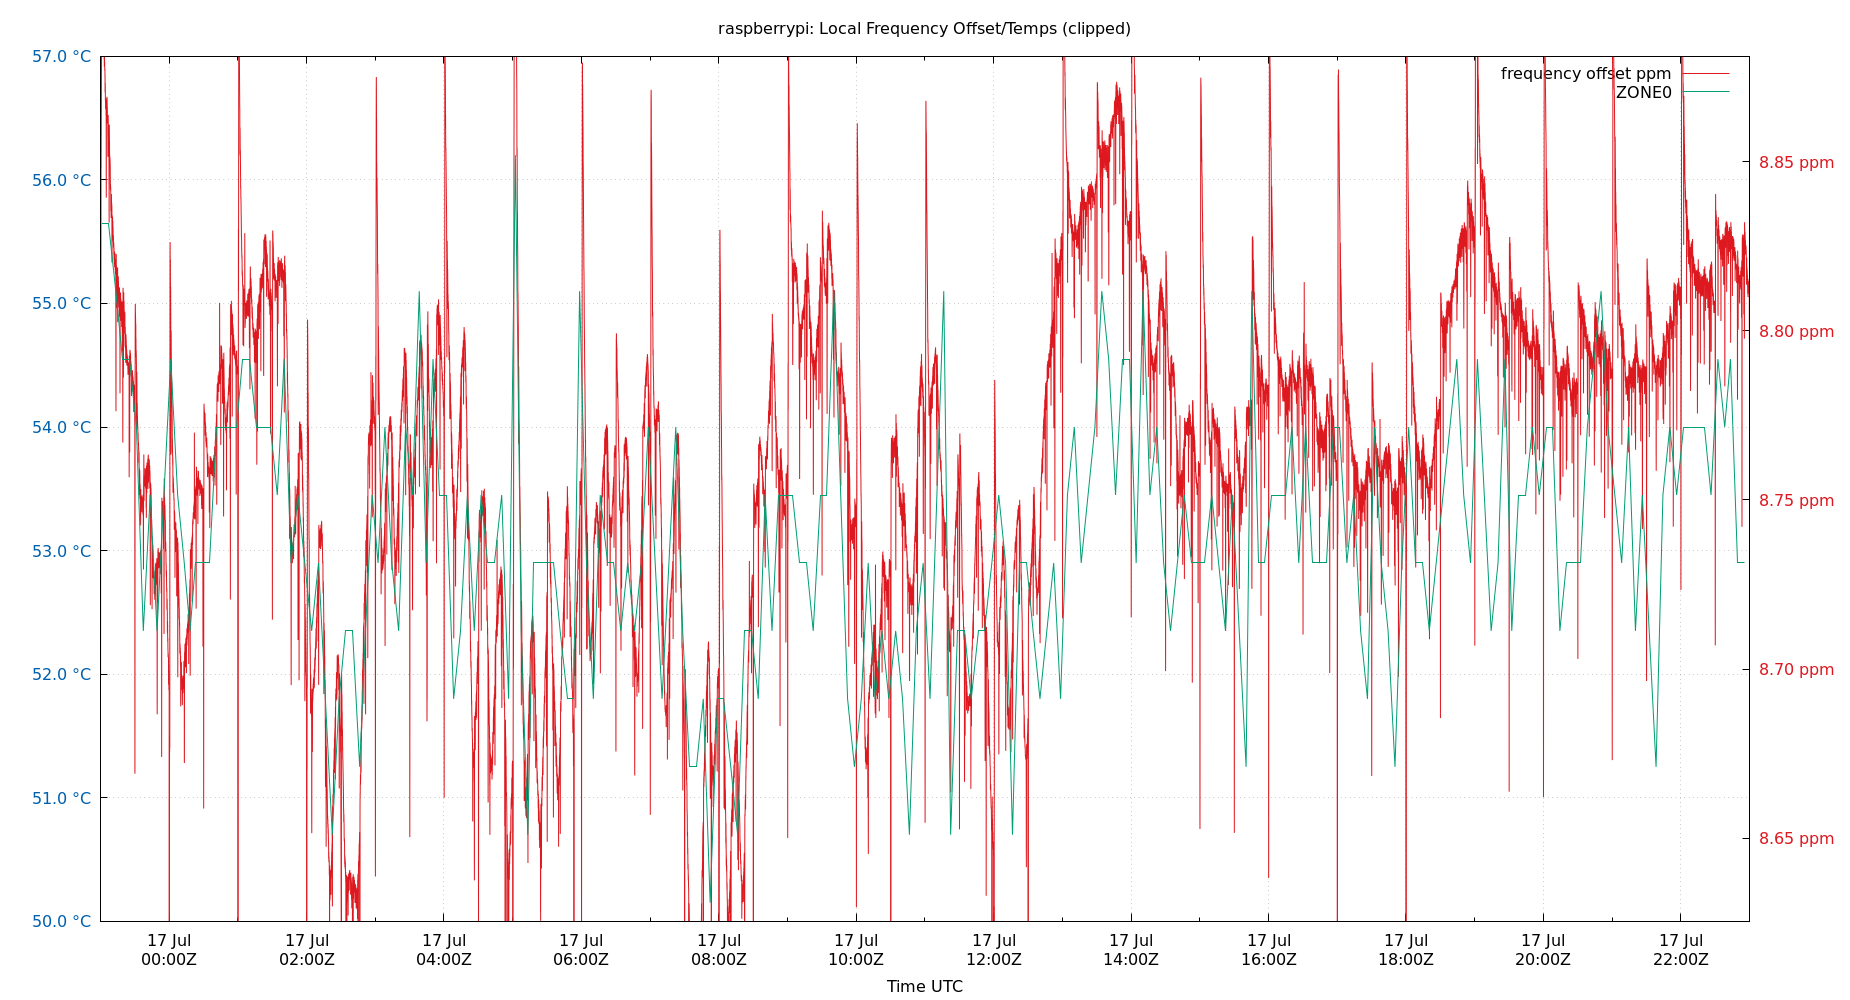 raspberrypi: Local Frequency Offset/Temps (clipped)
57.0 °C
56.0 °C
55.0 °C
54.0 °C
53.0 °C
52.0 °C
51.0 °C
50.0 °C
frequency offset ppm
ZONE0
8.85 ppm
8.80 ppm
8.75 ppm
8.70 ppm
8.65 ppm
17 Jul 17 Jul 17 Jul 17 Jul 17 Jul 17 Jul 17 Jul 17 Jul 17 Jul 17 Jul 17 Jul 17 Jul
00:00Z 02:00Z 04:00Z 06:00Z 08:00Z 10:00Z 12:00Z 14:00Z 16:00Z 18:00Z 20:00Z 22:00Z
Time UTC